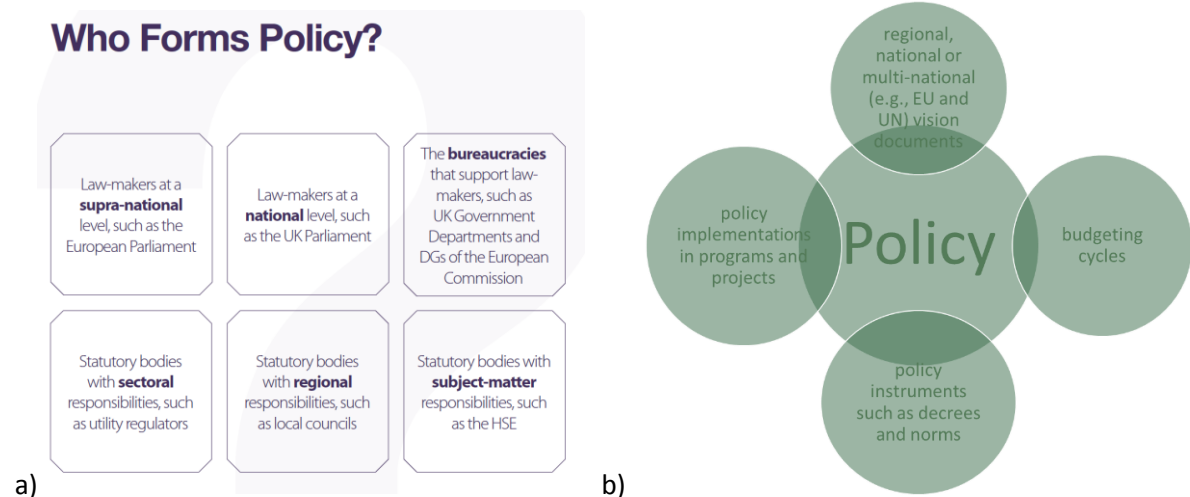 Who Forms Policy?
Law-makers at a
supra-national
level, such as the
European Parliament
Law-makers at a
national level, such
as the UK Parliament
The bureaucracies
that support law-
makers, such as
UK Government
Departments and
DGs of the European
Commission
Statutory bodies
with sectoral
responsibilities, such
as utility regulators
Statutory bodies
with regional
responsibilities, such
as local councils
Statutory bodies with
subject-matter
responsibilities, such
as the HSE
a)
regional,
national or
multi-national
(e.g., EU and
UN) vision
documents
policy
implementations
in programs and
projects
Policy
budgeting
cycles
policy
instruments
such as decrees
and norms
b)